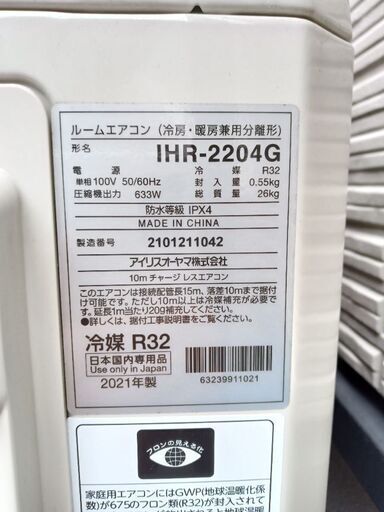 ルームエアコン (冷房・暖房兼用分離形)
形名 IHR-2204G
電源 冷媒 R32
単相100V 50/60Hz 封入量 0.55kg
圧縮機出力 633W 総質量 26kg
防水等級 IPX4
MADE IN CHINA
製造番号 2101211042
アイリスオーヤマ株式会社
10m チャージレスエアコン
このエアコンは接続配管長15m、落差10mまで据付
け可能です。ただし10m以上は冷媒補充が必要で
す。延長1m当たり20g補充してください。
●詳しくは、据付工事説明書をご覧ください。
冷媒 R32
日本国内専用品
Use only in Japan
2021年製
63239911021
フロンの見える化
家庭用エアコンにはGWP(地球温暖化係
数)が675のフロン類(R32)が封入されて